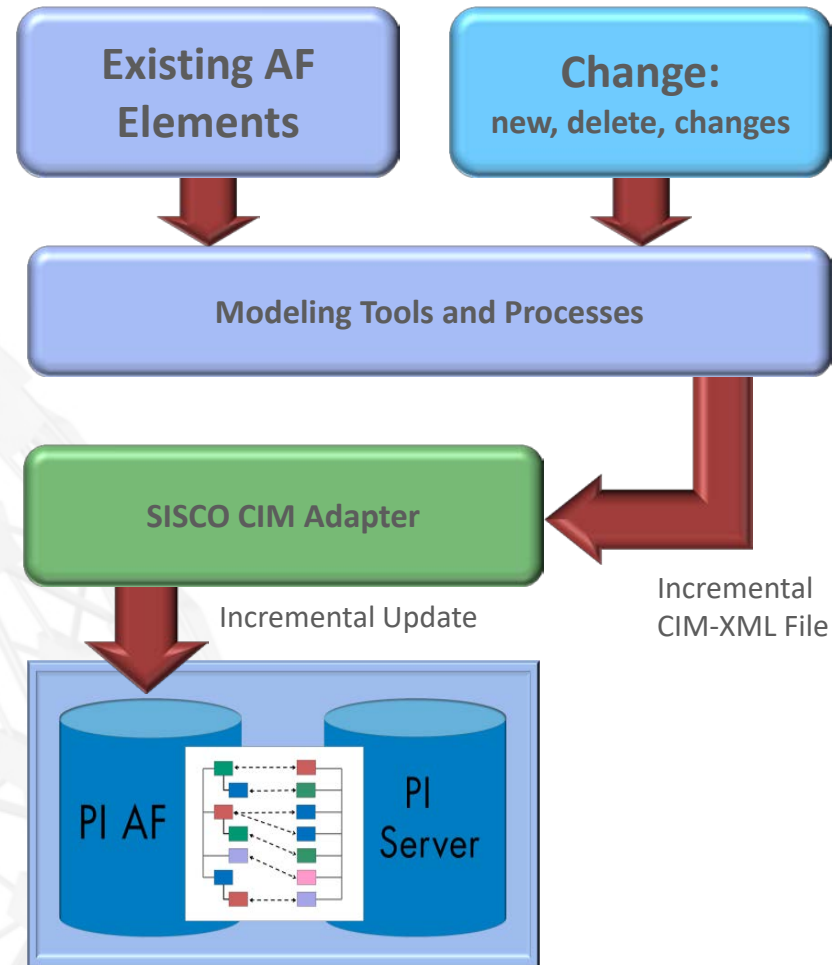 Existing AF
Elements
Change:
new, delete, changes
Modeling Tools and Processes
SISCO CIM Adapter
Incremental
CIM-XML File
Incremental Update
PI AF
PI
Server